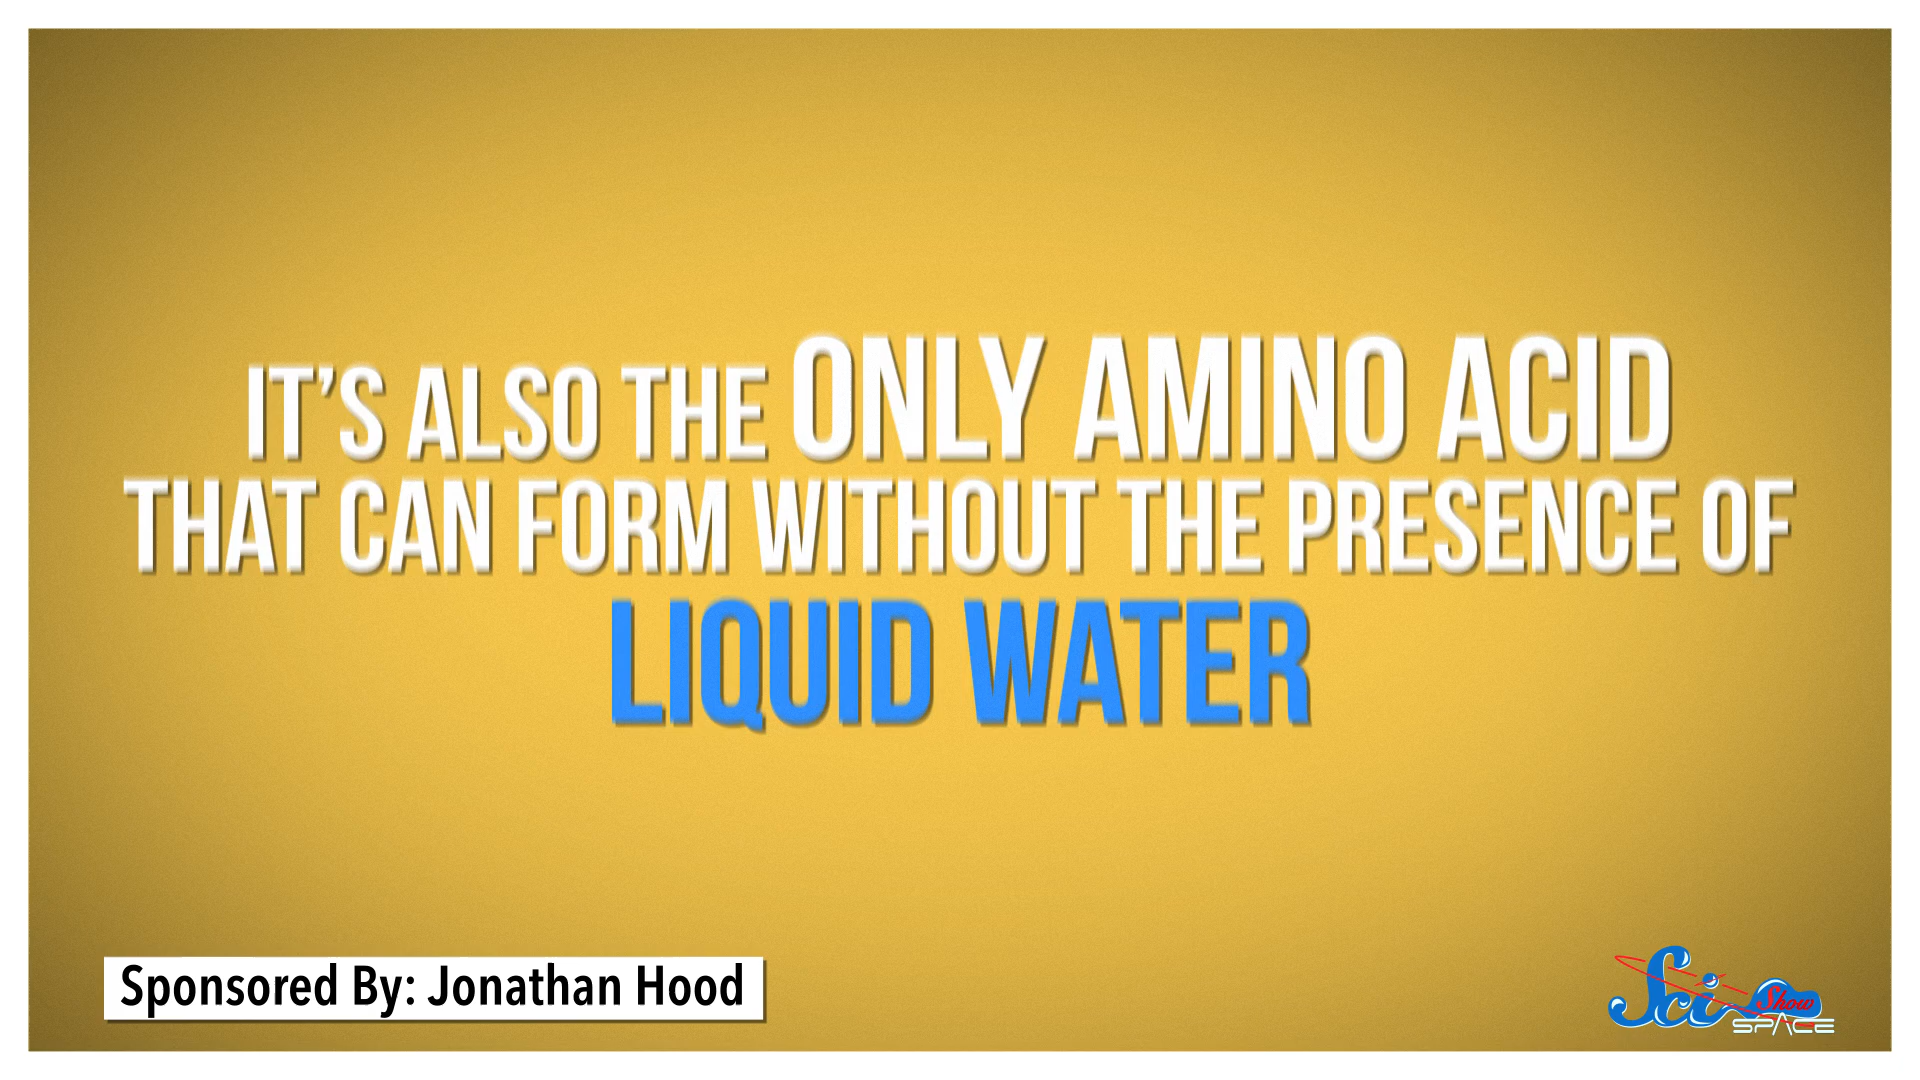 IT'S ALSO THE ONLY AMINO ACID
THAT CAN FORM WITHOUT THE PRESENCE OF
LIQUID WATER
Sponsored By: Jonathan Hood
Sci Show
SPACE